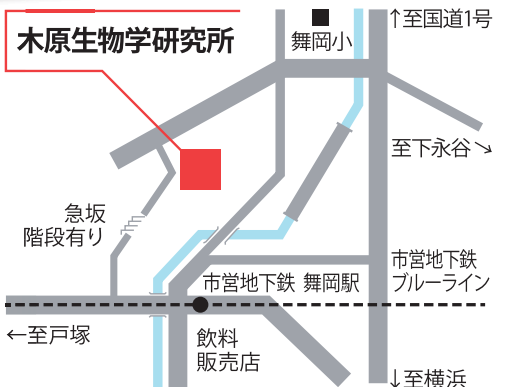 ↑至国道1号
木原生物学研究所
舞岡小
至下永谷↘
急坂
階段有り
市営地下鉄
ブルーライン
市営地下鉄 舞岡駅
←至戸塚
飲料
販売店
↓至横浜